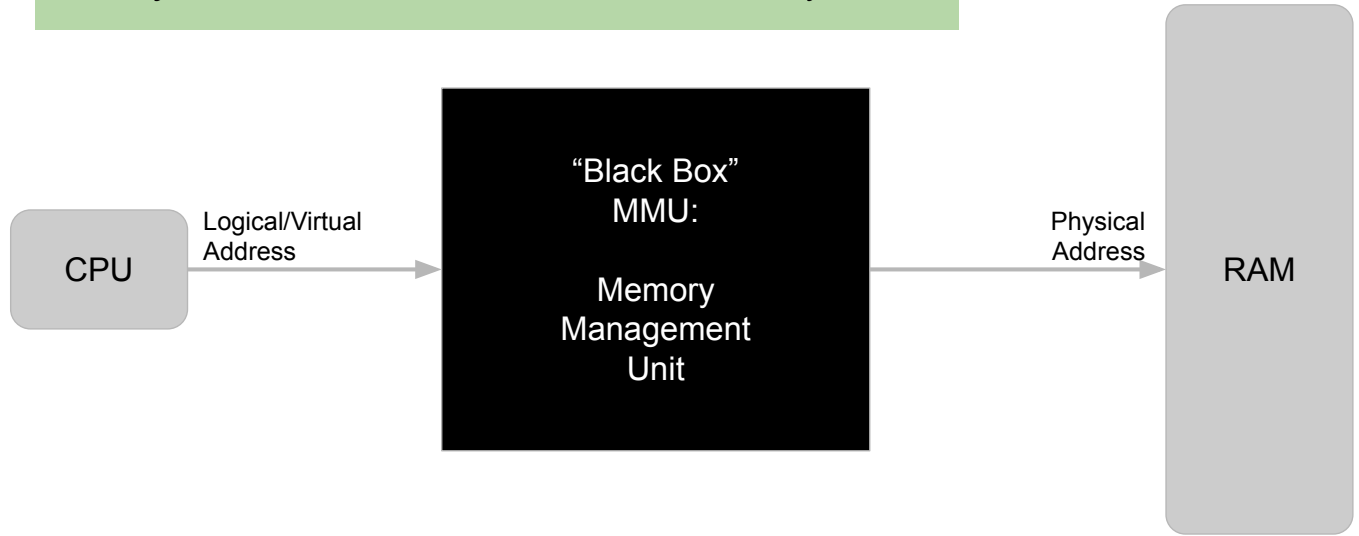 CPU
Logical/Virtual
Address
“Black Box”
MMU:
Memory
Management
Unit
Physical
Address
RAM